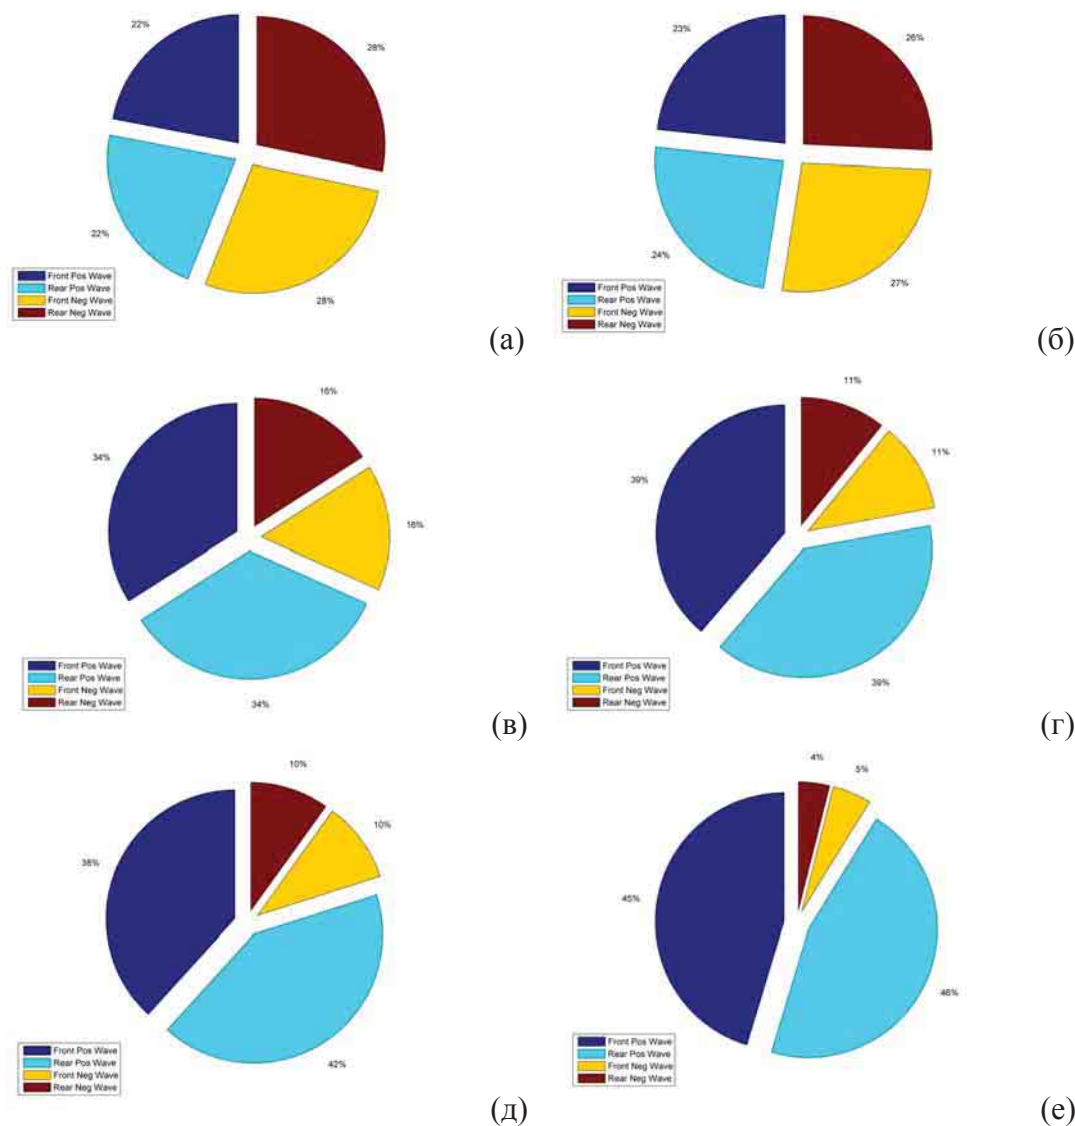 22%
28%
22%
28%
Front Pos Wave
Rear Pos Wave
Front Neg Wave
Rear Neg Wave
(а)
23%
26%
24%
27%
Front Pos Wave
Rear Pos Wave
Front Neg Wave
Rear Neg Wave
(б)
16%
34%
16%
34%
Front Pos Wave
Rear Pos Wave
Front Neg Wave
Rear Neg Wave
(в)
11%
11%
39%
39%
Front Pos Wave
Rear Pos Wave
Front Neg Wave
Rear Neg Wave
(г)
10%
10%
38%
42%
Front Pos Wave
Rear Pos Wave
Front Neg Wave
Rear Neg Wave
(д)
4%
5%
45%
46%
Front Pos Wave
Rear Pos Wave
Front Neg Wave
Rear Neg Wave
(е)